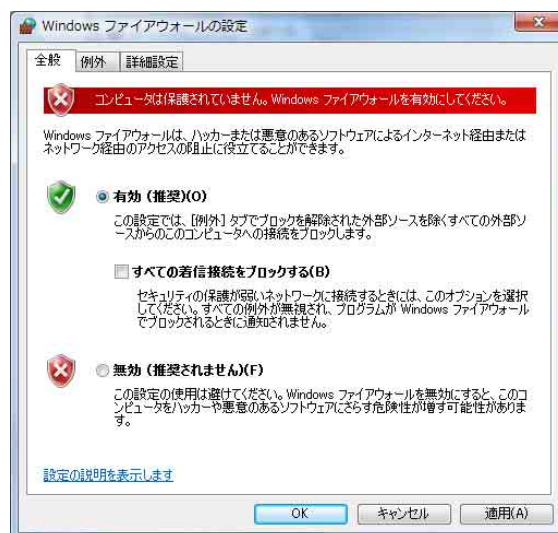 Windows ファイアウォールの設定
全般 例外 詳細設定
コンピュータは保護されていません。Windows ファイアウォールを有効にしてください。
Windows ファイアウォールは、ハッカーまたは悪意のあるソフトウェアによるインターネット経由または
ネットワーク経由のアクセスの阻止に役立てることができます。
有効 (推奨)(O)
この設定では、[例外] タブでブロックを解除された外部ソースを除くすべての外部ソ
ースからのこのコンピュータへの接続をブロックします。
すべての着信接続をブロックする(B)
セキュリティの保護が弱いネットワークに接続するときには、このオプションを選択
してください。すべての例外が無視され、プログラムが Windows ファイアウォール
でブロックされるときに通知されません。
無効 (推奨されません)(F)
この設定の使用は避けてください。Windows ファイアウォールを無効にすると、このコ
ンピュータをハッカーや悪意のあるソフトウェアにさらす危険性が増す可能性がありま
す。
設定の説明を表示します
OK キャンセル 適用(A)